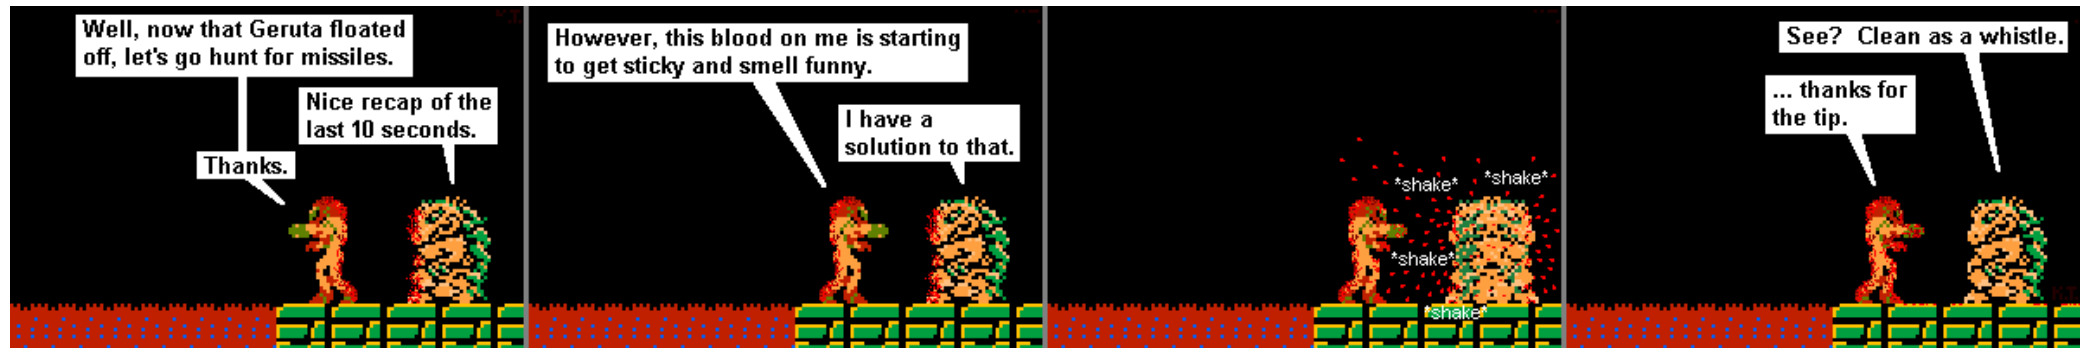 Well, now that Geruta floated
off, let's go hunt for missiles.
Nice recap of the
last 10 seconds.
Thanks.
However, this blood on me is starting
to get sticky and smell funny.
I have a
solution to that.
*shake*
*shake*
*shake*
*shake*
See?  Clean as a whistle.
... thanks for
the tip.